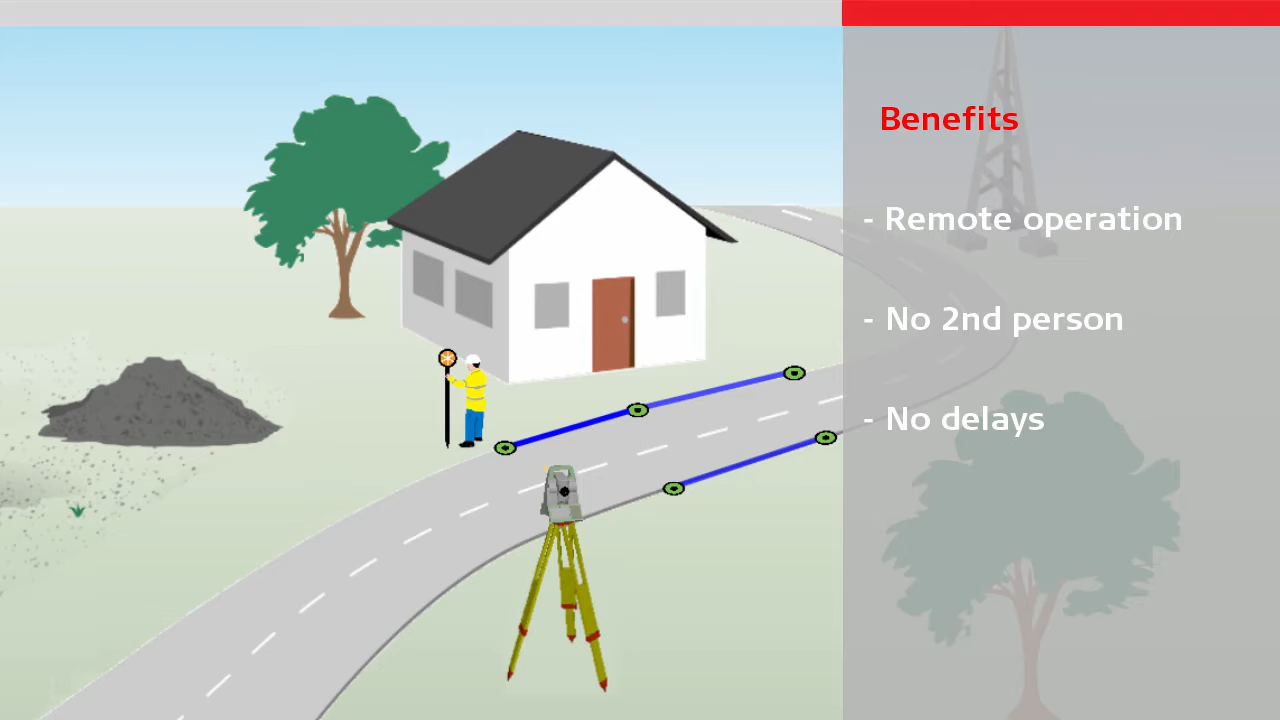 Benefits
- Remote operation
- No 2nd person
- No delays